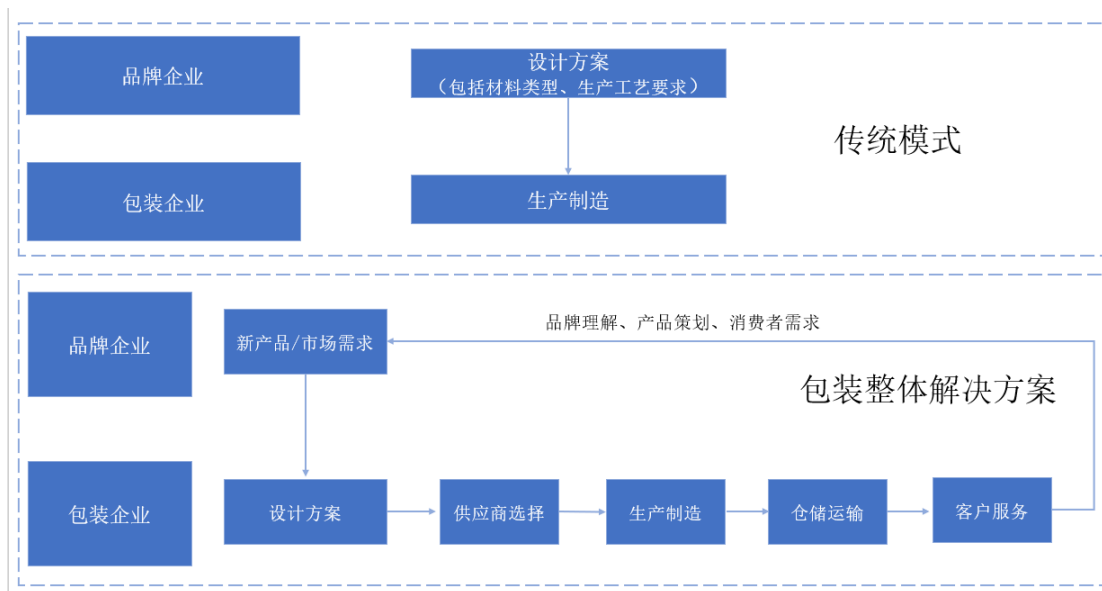 品牌企业
设计方案
（包括材料类型、生产工艺要求）
传统模式
包装企业
生产制造
品牌企业
新产品/市场需求
品牌理解、产品策划、消费者需求
包装整体解决方案
包装企业
设计方案
供应商选择
生产制造
仓储运输
客户服务